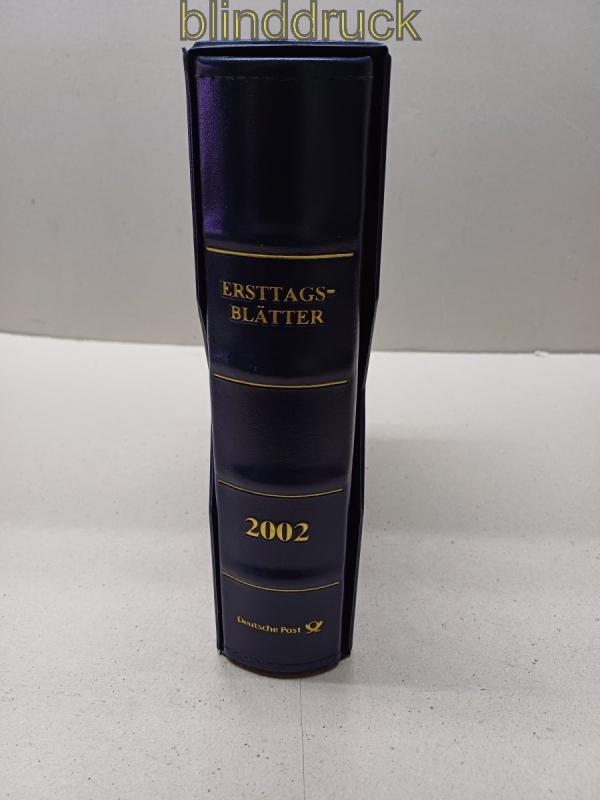 blinddruck
ERSTTAGS-
BLÄTTER
2002
Deutsche Post